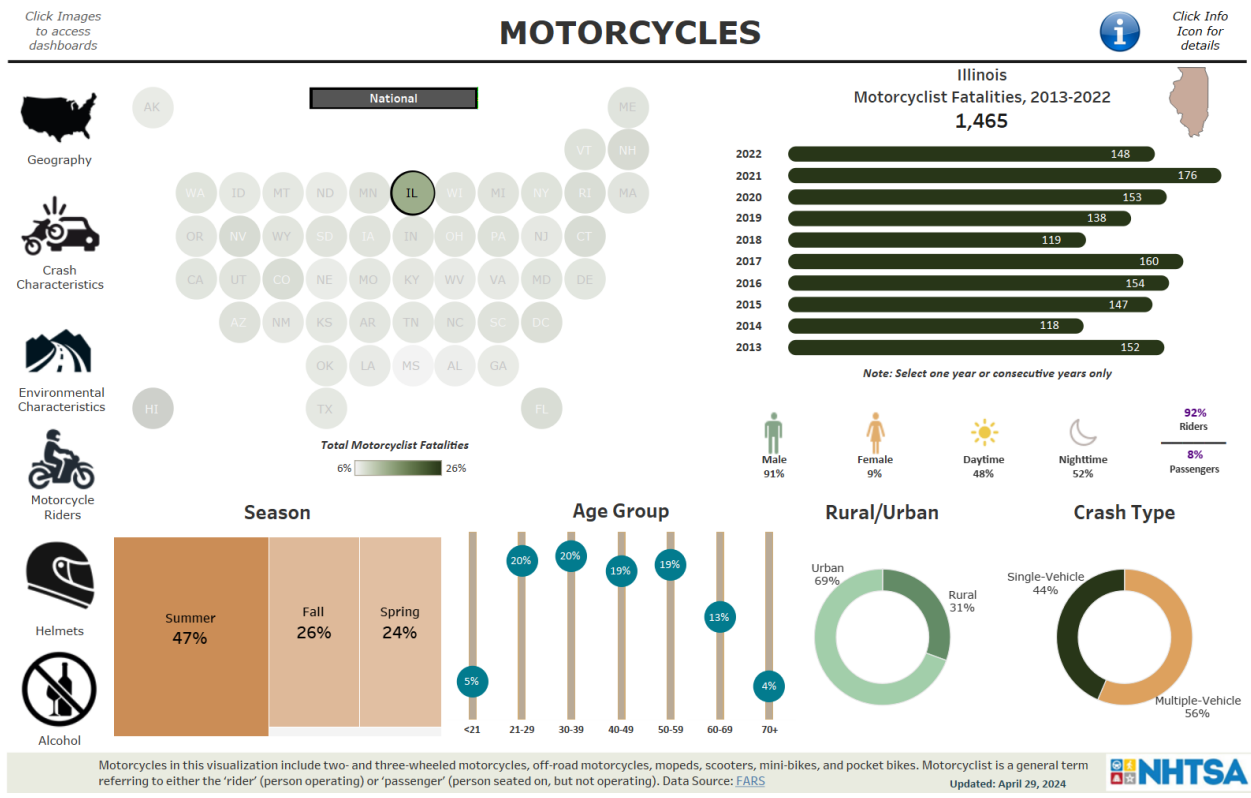 Click Images
to access
dashboards
MOTORCYCLES
Click Info
Icon for
details
i
Geography
Crash
Characteristics
Environmental
Characteristics
Motorcycle
Riders
Helmets
Alcohol
National
AK
ME
VT NH
WA ID MT ND MN IL WI MI NY RI MA
OR NV WY SD IA IN OH PA NJ CT
CA UT CO NE MO KY WV VA MD DE
AZ NM KS AR TN NC SC DC
OK LA MS AL GA
HI TX FL
Total Motorcyclist Fatalities
6% 26%
Illinois
Motorcyclist Fatalities, 2013-2022
1,465
2022 148
2021 176
2020 153
2019 138
2018 119
2017 160
2016 154
2015 147
2014 118
2013 152
Note: Select one year or consecutive years only
Male
91%
Female
9%
Daytime
48%
Nighttime
52%
92%
Riders
8%
Passengers
Season
Summer
47%
Fall
26%
Spring
24%
Age Group
5% 20% 20% 19% 19% 13% 4%
<21 21-29 30-39 40-49 50-59 60-69 70+
Rural/Urban
Urban
69%
Rural
31%
Crash Type
Single-Vehicle
44%
Multiple-Vehicle
56%
Motorcycles in this visualization include two- and three-wheeled motorcycles, off-road motorcycles, mopeds, scooters, mini-bikes, and pocket bikes. Motorcyclist is a general term
referring to either the ‘rider’ (person operating) or ‘passenger’ (person seated on, but not operating). Data Source: FARS
Updated: April 29, 2024
NHTSA